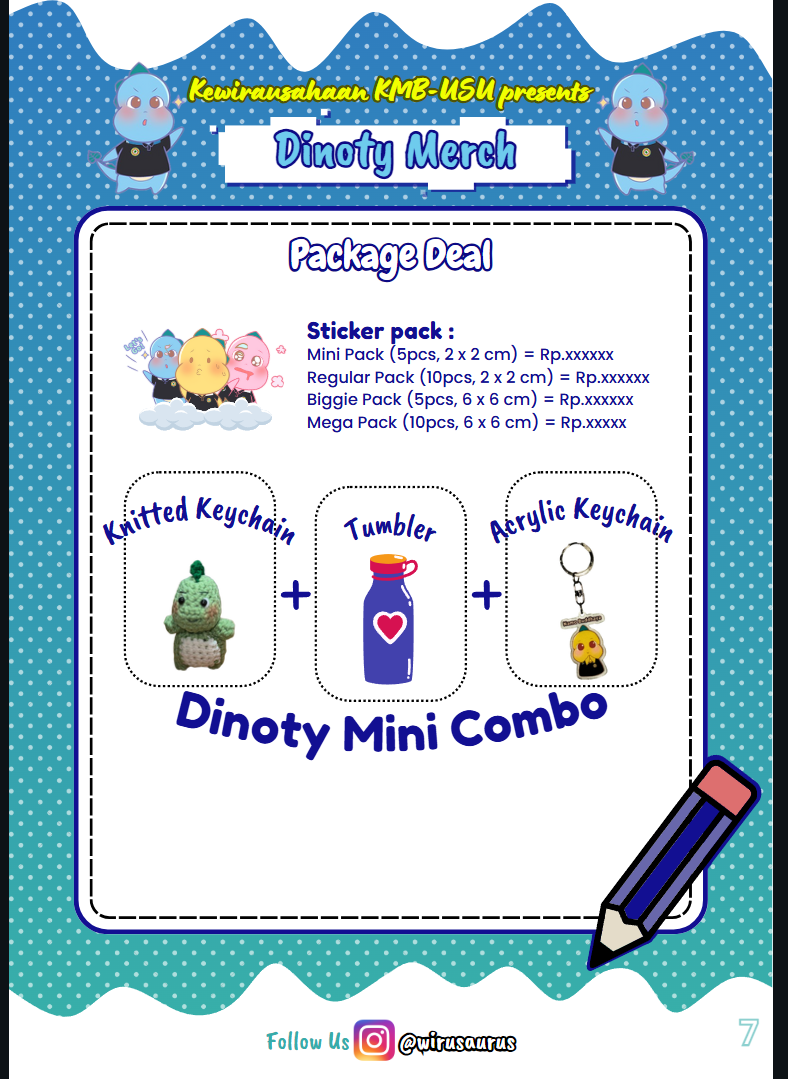 Kewirausahaan KMB-USU presents
Dinoty Merch
Package Deal
Sticker pack :
Mini Pack (5pcs, 2 x 2 cm) = Rp.xxxxxx
Regular Pack (10pcs, 2 x 2 cm) = Rp.xxxxxx
Biggie Pack (5pcs, 6 x 6 cm) = Rp.xxxxxx
Mega Pack (10pcs, 6 x 6 cm) = Rp.xxxxx
Knitted Keychain
+
Tumbler
+
Acrylic Keychain
Dinoty Mini Combo
Follow Us @wirusaurus
7